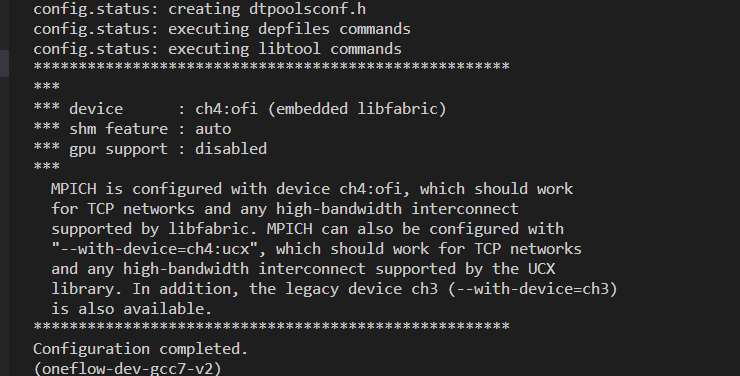 config.status: creating dtpoolsconf.h
config.status: executing depfiles commands
config.status: executing libtool commands
*****************************************************
***
*** device      : ch4:ofi (embedded libfabric)
*** shm feature : auto
*** gpu support : disabled
***
  MPICH is configured with device ch4:ofi, which should work
  for TCP networks and any high-bandwidth interconnect
  supported by libfabric. MPICH can also be configured with
  "--with-device=ch4:ucx", which should work for TCP networks
  and any high-bandwidth interconnect supported by the UCX
  library. In addition, the legacy device ch3 (--with-device=ch3)
  is also available.
*****************************************************
Configuration completed.
(oneflow-dev-gcc7-v2)